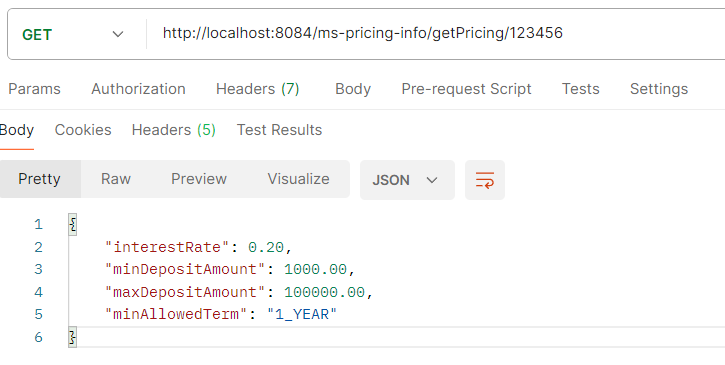 GET http://localhost:8084/ms-pricing-info/getPricing/123456
Params Authorization Headers (7) Body Pre-request Script Tests Settings
Body Cookies Headers (5) Test Results
Pretty Raw Preview Visualize JSON
1 {
2 "interestRate": 0.20,
3 "minDepositAmount": 1000.00,
4 "maxDepositAmount": 100000.00,
5 "minAllowedTerm": "1_YEAR"
6 }